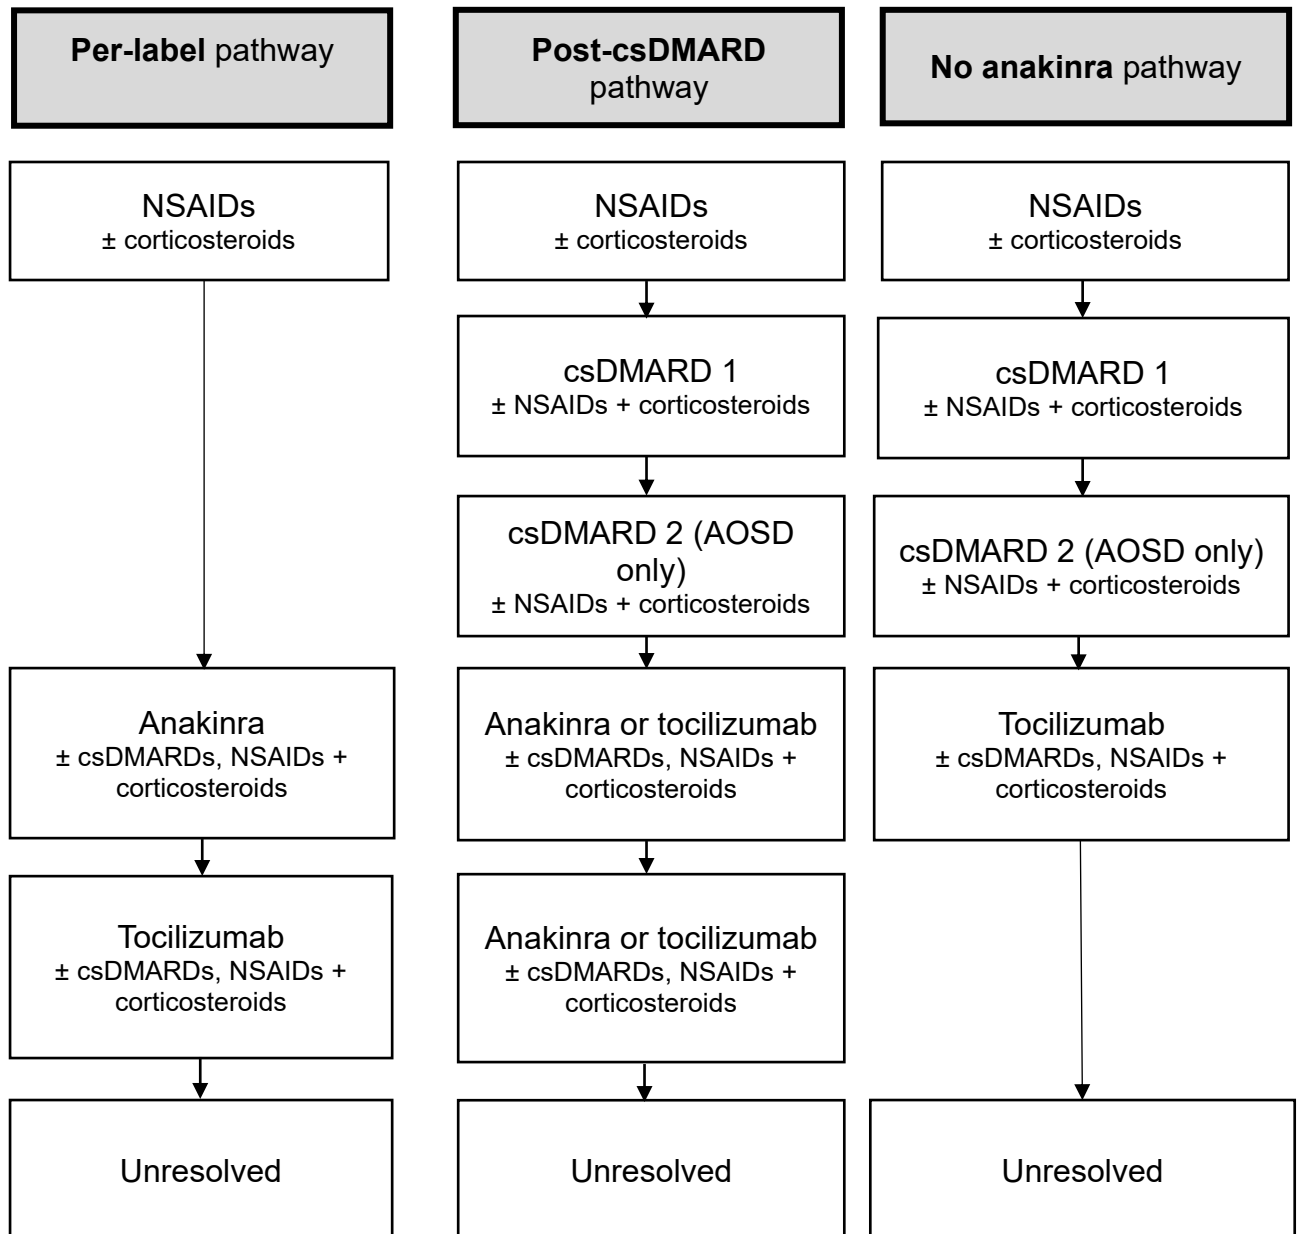 Per-label pathway
NSAIDs
± corticosteroids
Anakinra
± csDMARDs, NSAIDs +
corticosteroids
Tocilizumab
± csDMARDs, NSAIDs +
corticosteroids
Unresolved
Post-csDMARD
pathway
NSAIDs
± corticosteroids
csDMARD 1
± NSAIDs + corticosteroids
csDMARD 2 (AOSD
only)
± NSAIDs + corticosteroids
Anakinra or tocilizumab
± csDMARDs, NSAIDs +
corticosteroids
Anakinra or tocilizumab
± csDMARDs, NSAIDs +
corticosteroids
Unresolved
No anakinra pathway
NSAIDs
± corticosteroids
csDMARD 1
± NSAIDs + corticosteroids
csDMARD 2 (AOSD only)
± NSAIDs + corticosteroids
Tocilizumab
± csDMARDs, NSAIDs +
corticosteroids
Unresolved